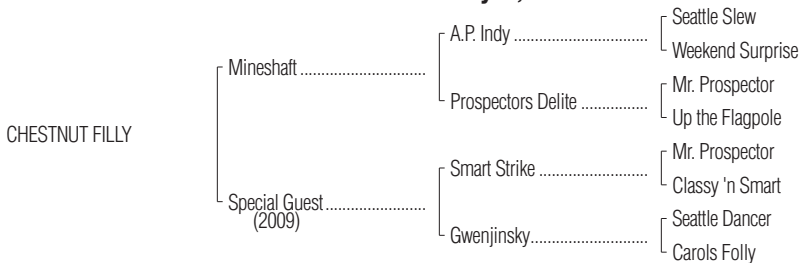 Seattle Slew
A.P. Indy ..................................
Weekend Surprise
Mineshaft ...............................
Mr. Prospector
Prospectors Delite .................
Up the Flagpole
CHESTNUT FILLY
Mr. Prospector
Smart Strike ...........................
Classy 'n Smart
Special Guest .........................
(2009)
Seattle Dancer
Gwenjinsky.............................
Carols Folly